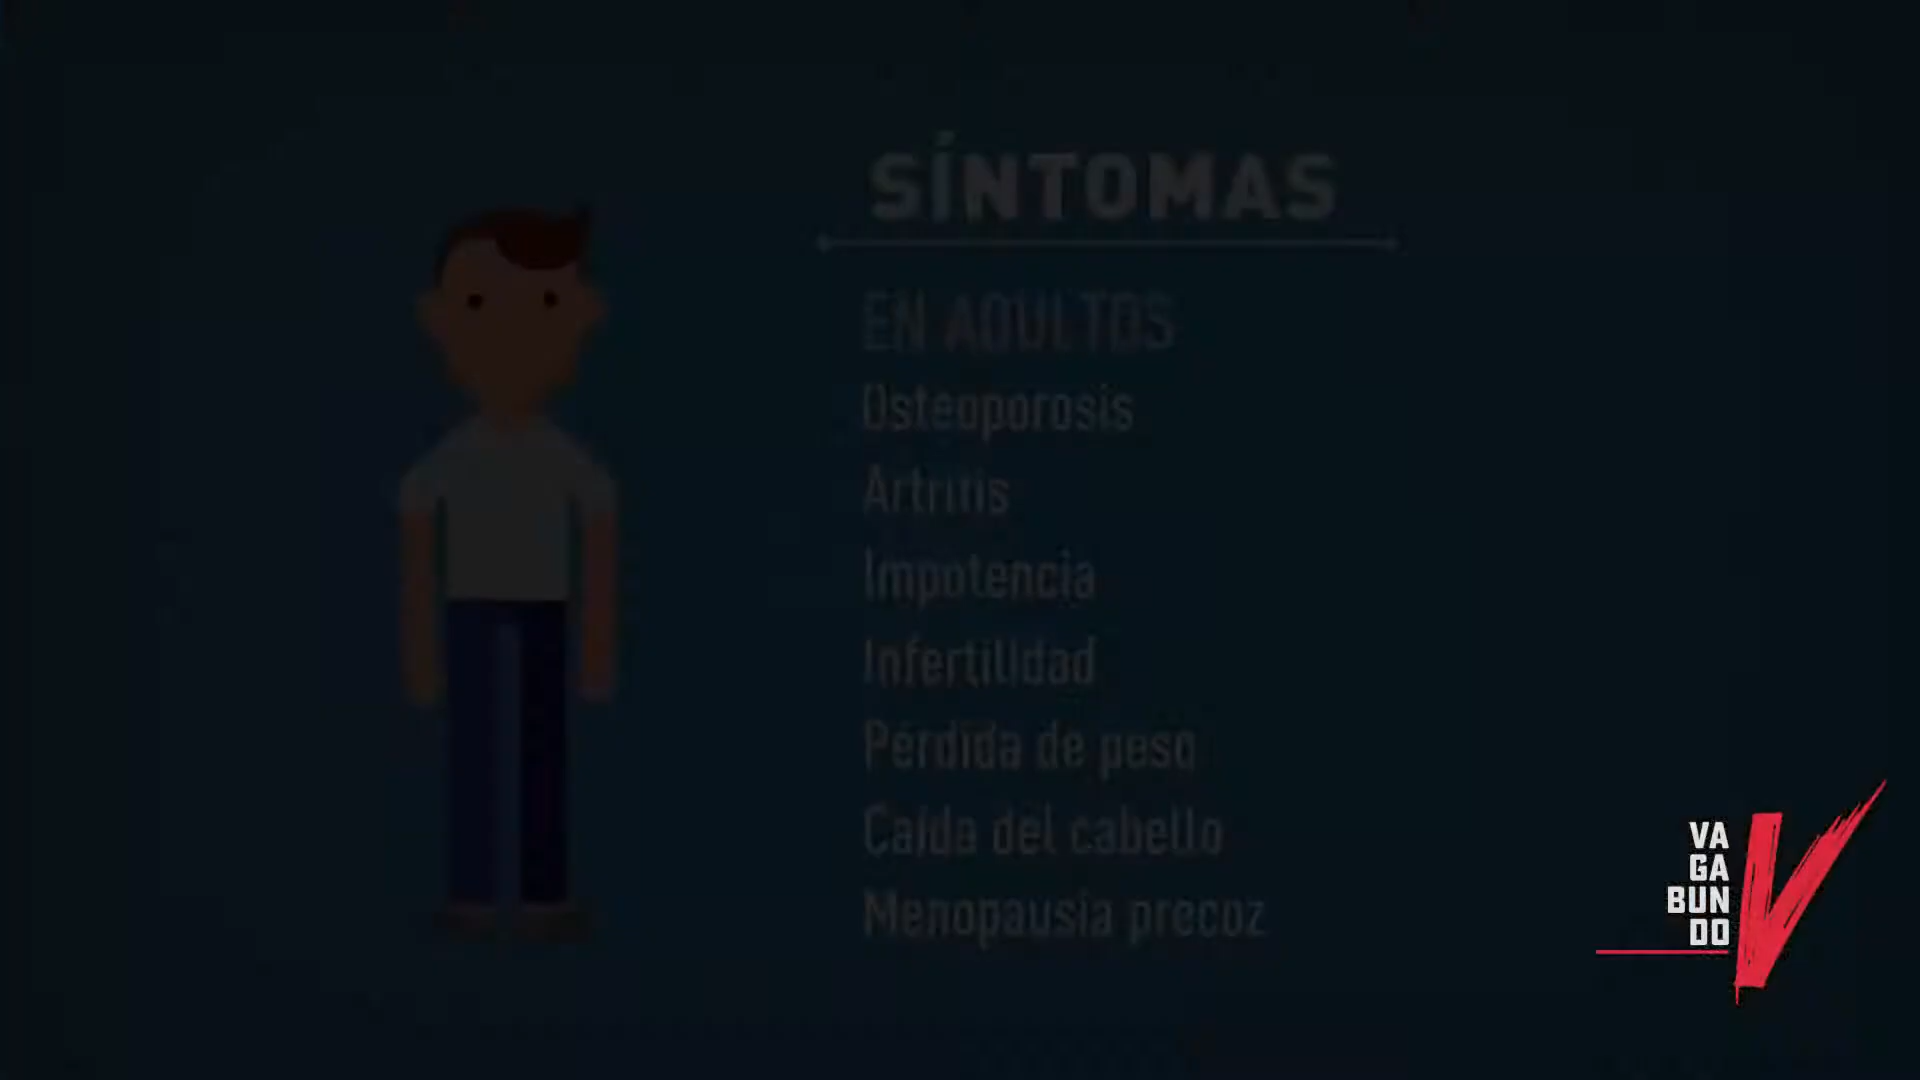 SÍNTOMAS
EN ADULTOS
Osteoporosis
Artritis
Impotencia
Infertilidad
Pérdida de peso
Caída del cabello
Menopausia precoz
VA
GA
BUN
DO
V